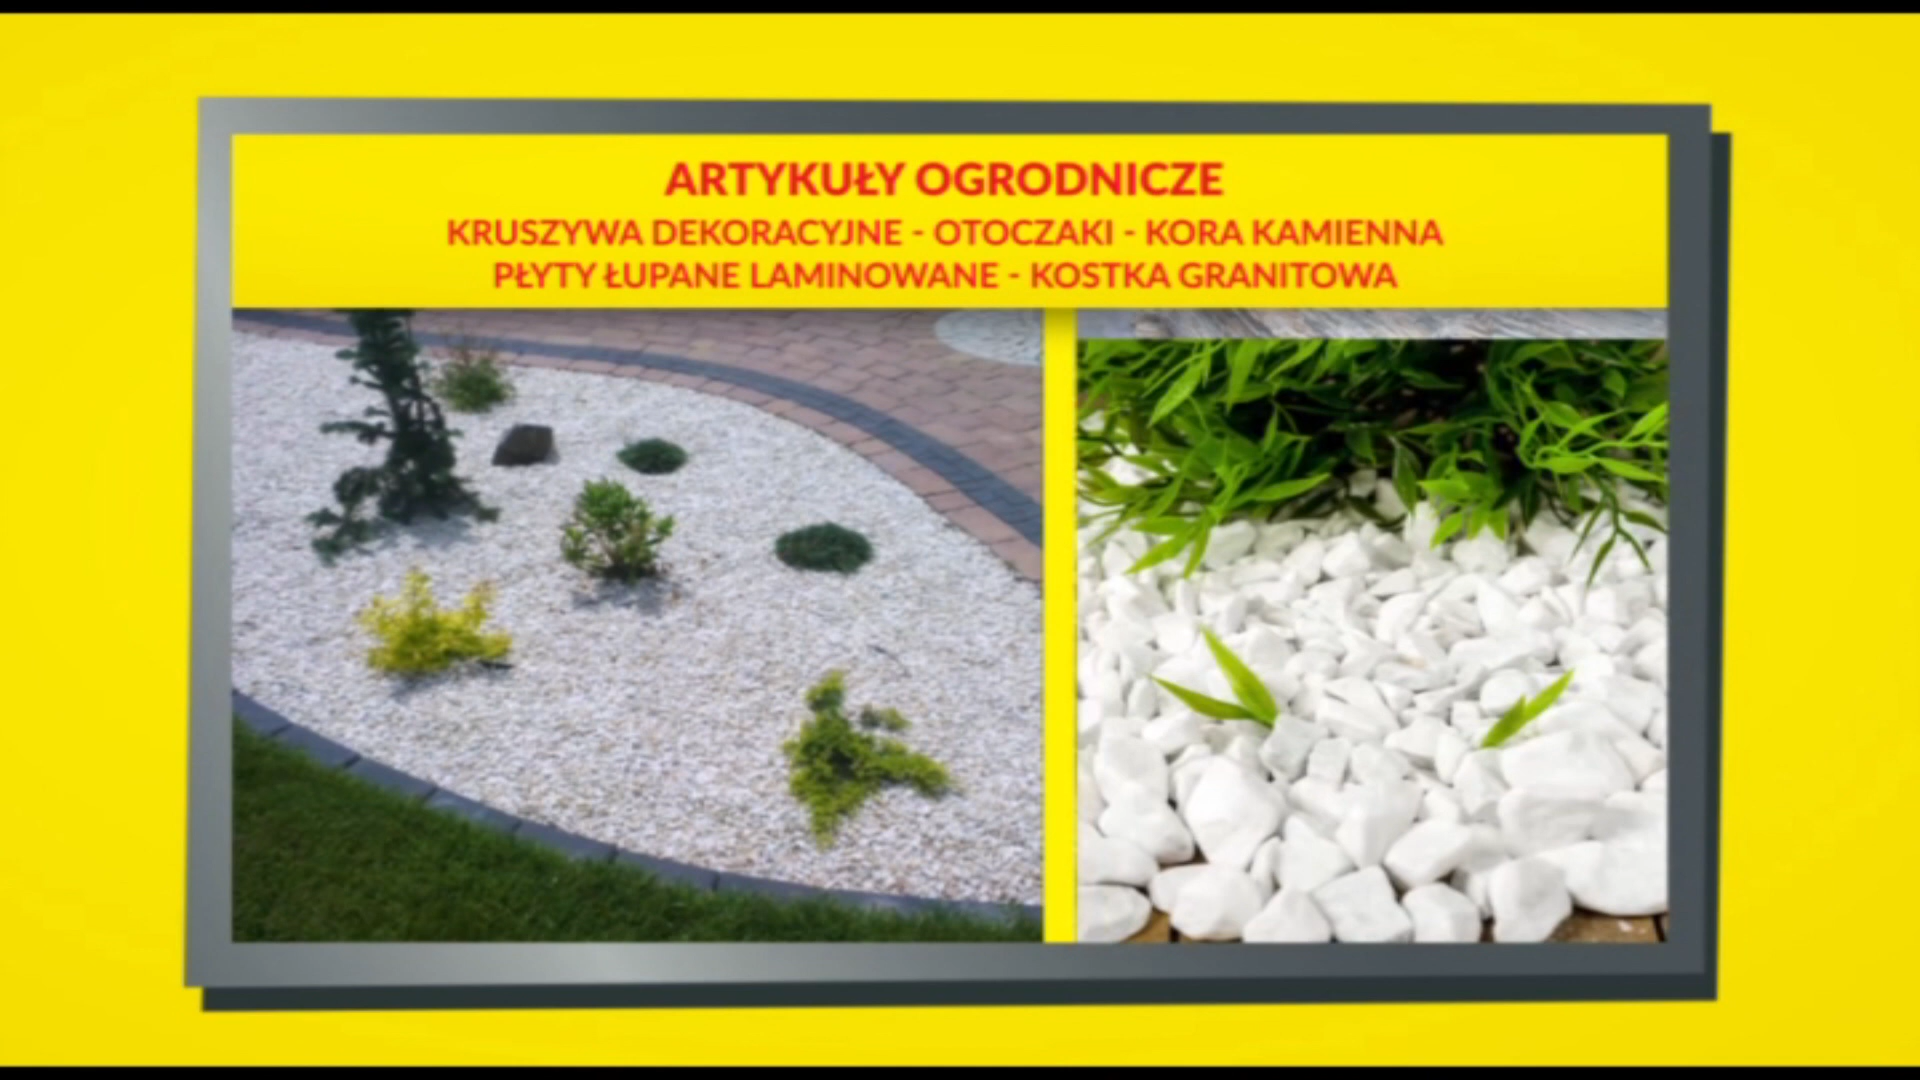 ARTYKUŁY OGRODNICZE
KRUSZYWA DEKORACYJNE - OTOCZAKI - KORA KAMIENNA
PŁYTY ŁUPANE LAMINOWANE - KOSTKA GRANITOWA